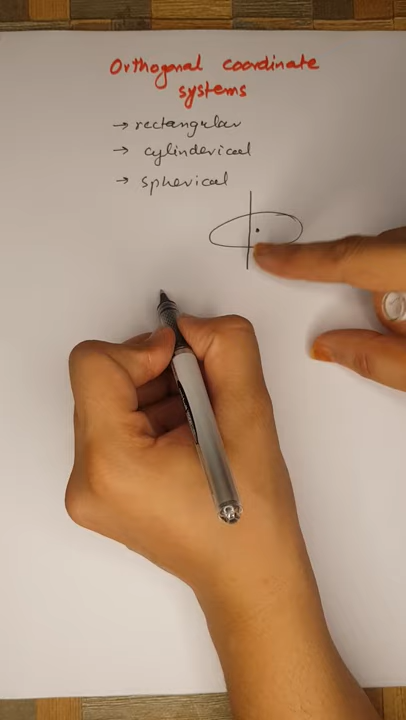 Orthogonal coordinate
systems
→ rectangular
→ cylinderical
→ spherical